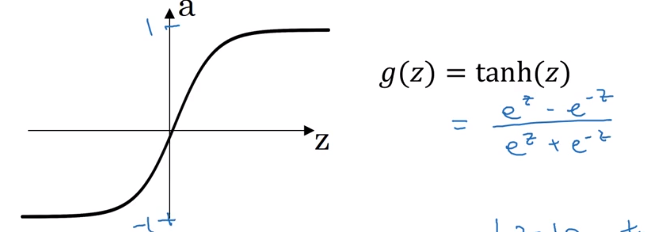 a
1
g(z) = tanh(z)
= e^z - e^-z
e^z + e^-z
z
-1